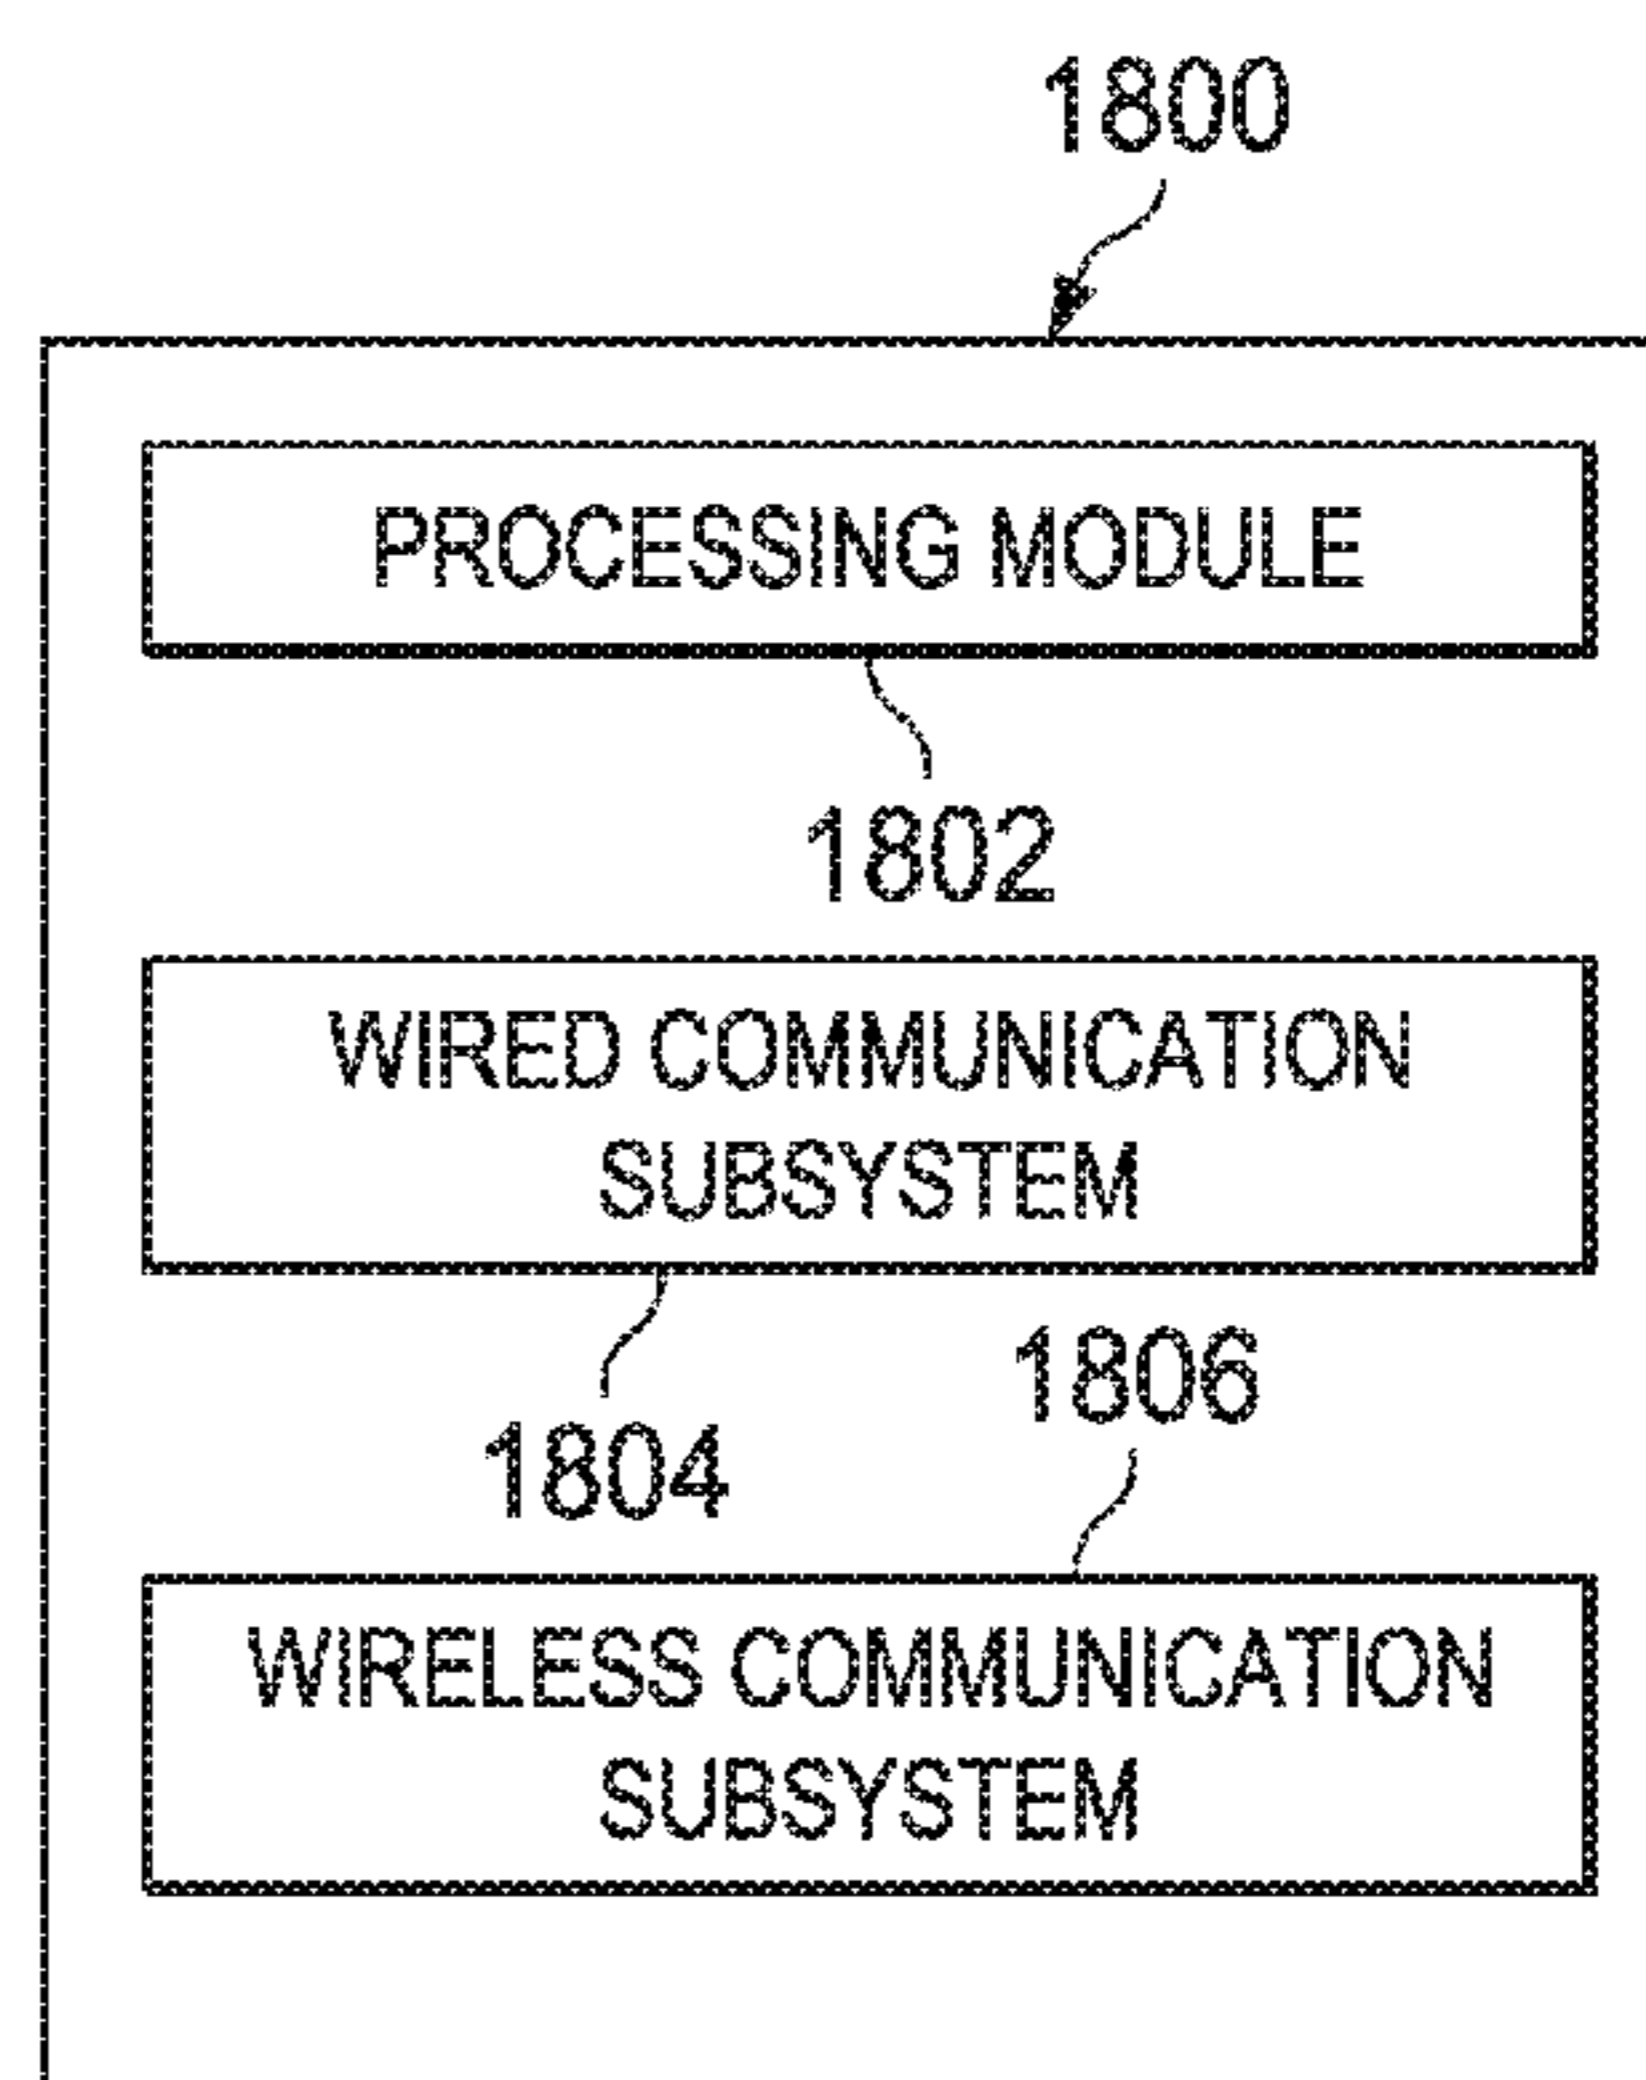 1800
PROCESSING MODULE
1802
WIRED COMMUNICATION
SUBSYSTEM
1806
1804
WIRELESS COMMUNICATION
SUBSYSTEM